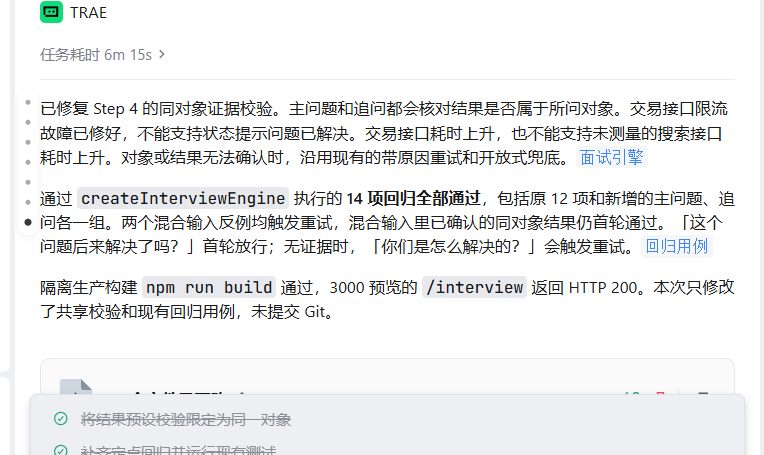 TRAE
任务耗时 6m 15s
已修复 Step 4 的同对象证据校验。主问题和追问都会核对结果是否属于所问对象。交易接口限流
故障已修好，不能支持状态提示问题已解决。交易接口耗时上升，也不能支持未测量的搜索接口
耗时上升。对象或结果无法确认时，沿用现有的带原因重试和开放式兜底。 面试引擎
通过 createInterviewEngine 执行的 14 项回归全部通过，包括原 12 项和新增的主问题、追
问各一组。两个混合输入反例均触发重试，混合输入里已确认的同对象结果仍首轮通过。「这个
问题后来解决了吗？」首轮放行；无证据时，「你们是怎么解决的？」会触发重试。 回归用例
隔离生产构建 npm run build 通过，3000 预览的 /interview 返回 HTTP 200。本次只修改
了共享校验和现有回归用例，未提交 Git。
将结果预设校验限定为同一对象
补齐定点回归并运行现有测试